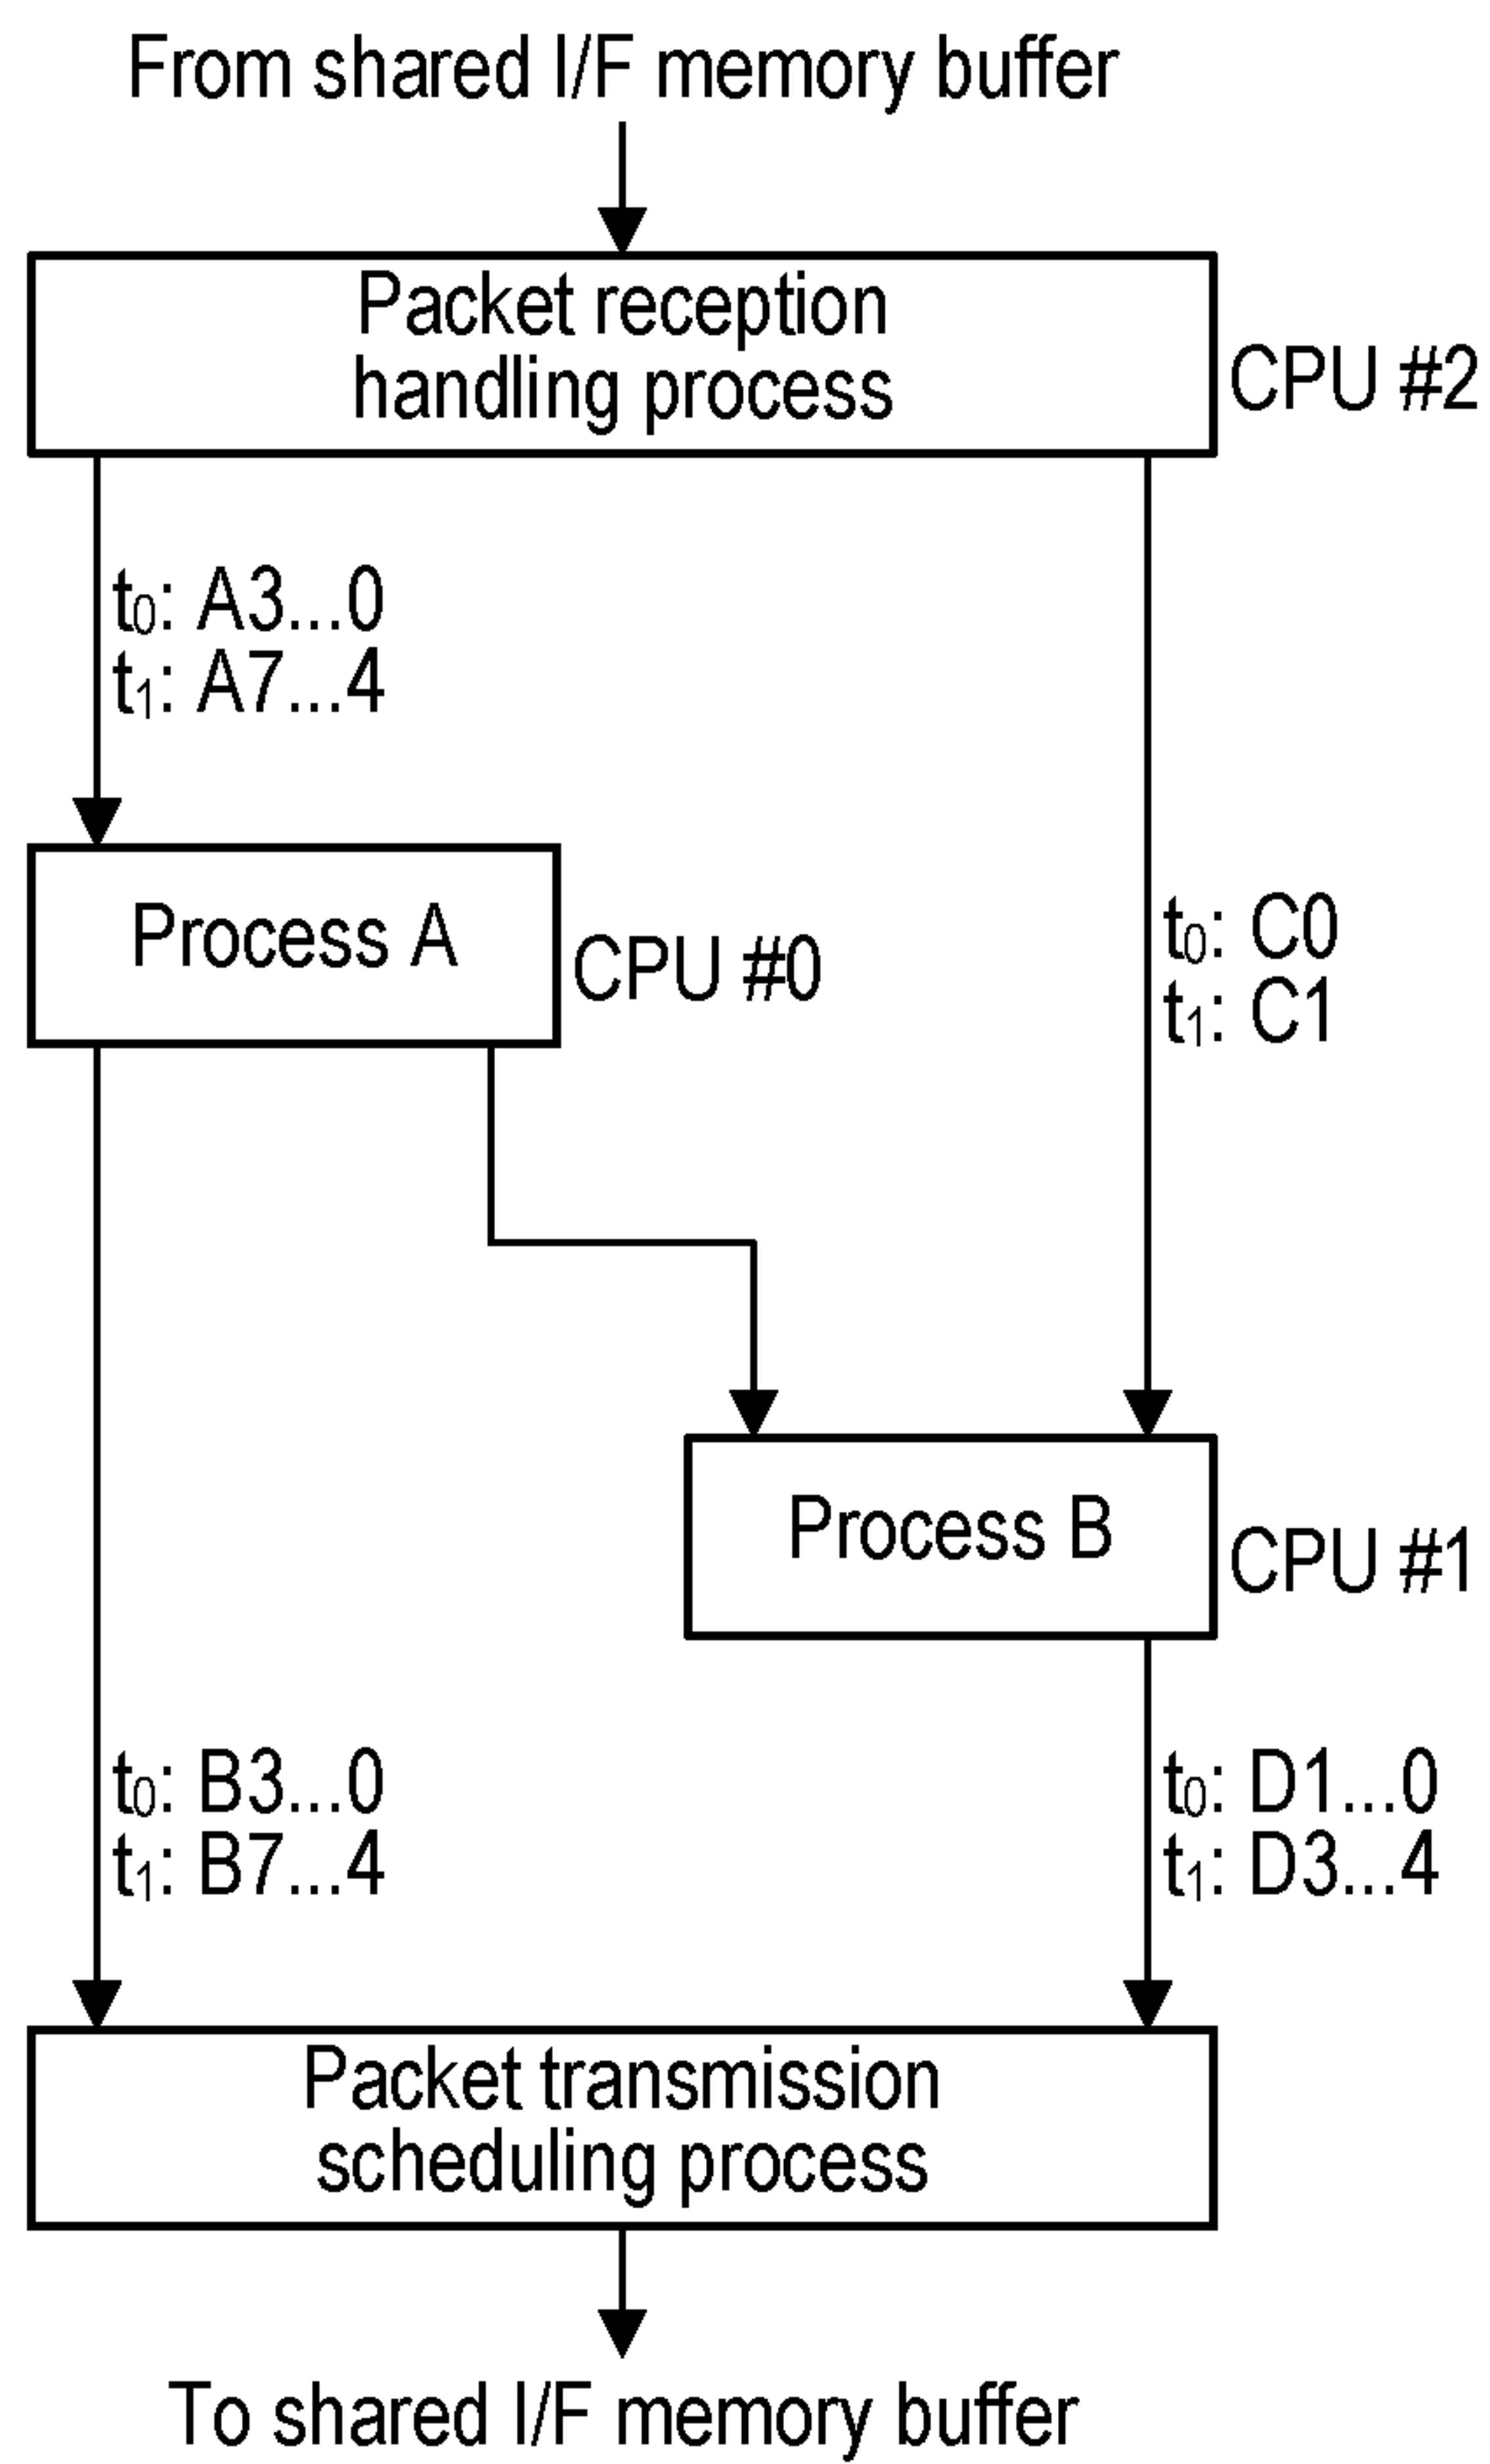 From shared I/F memory buffer
Packet reception
handling process
CPU #2
t0: A3...0
t1: A7...4
Process A
CPU #0
t0: C0
t1: C1
Process B
CPU #1
t0: B3...0
t1: B7...4
t0: D1...0
t1: D3...4
Packet transmission
scheduling process
To shared I/F memory buffer